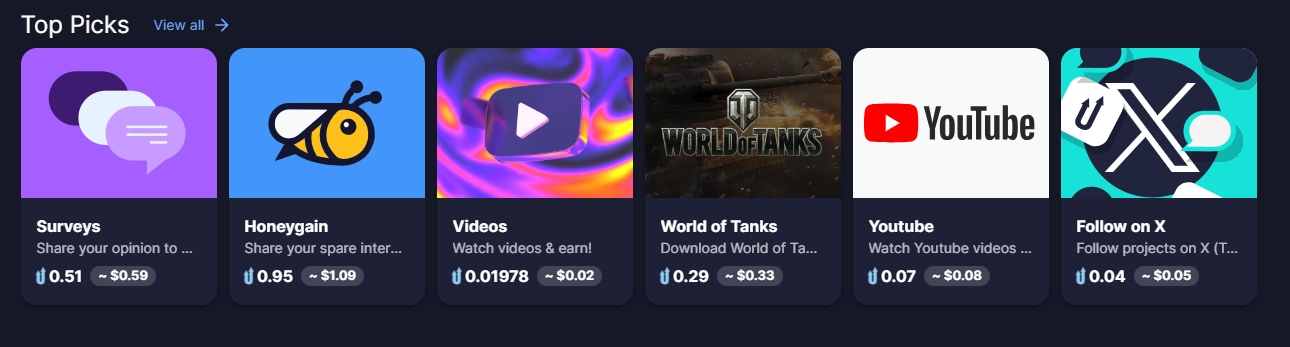 Top Picks View all →
WORLD OF TANKS
YouTube
Surveys
Share your opinion to ...
0.51 ~ $0.59
Honeygain
Share your spare inter...
0.95 ~ $1.09
Videos
Watch videos & earn!
0.01978 ~ $0.02
World of Tanks
Download World of Ta...
0.29 ~ $0.33
Youtube
Watch Youtube videos ...
0.07 ~ $0.08
Follow on X
Follow projects on X (T...
0.04 ~ $0.05